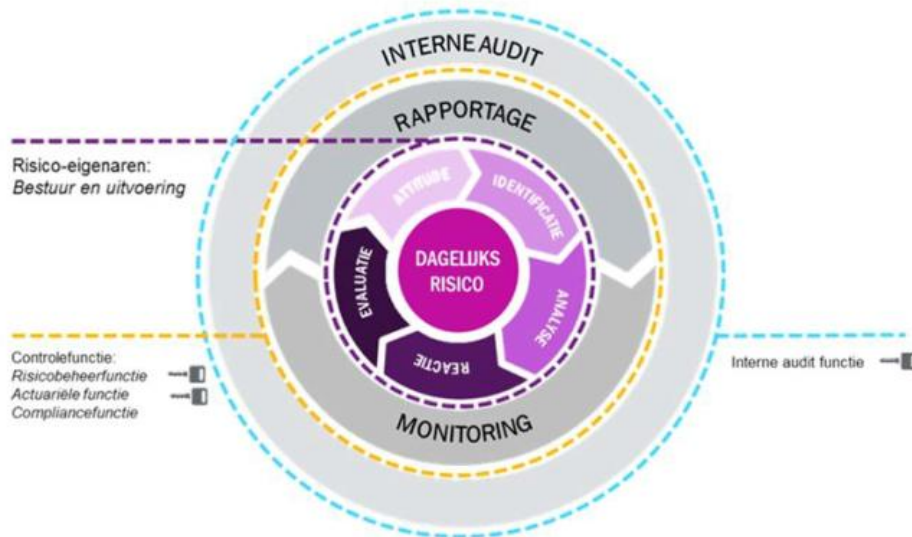 INTERNE AUDIT
RAPPORTAGE
Risico-eigenaren:
Bestuur en uitvoering
ATTITUDE
IDENTIFICATIE
DAGELIJKS
RISICO
EVALUATIE
ANALYSE
REACTIE
Controlefunctie:
Risicobeheerfunctie
Actuariële functie
Compliancefunctie
Interne audit functie
MONITORING